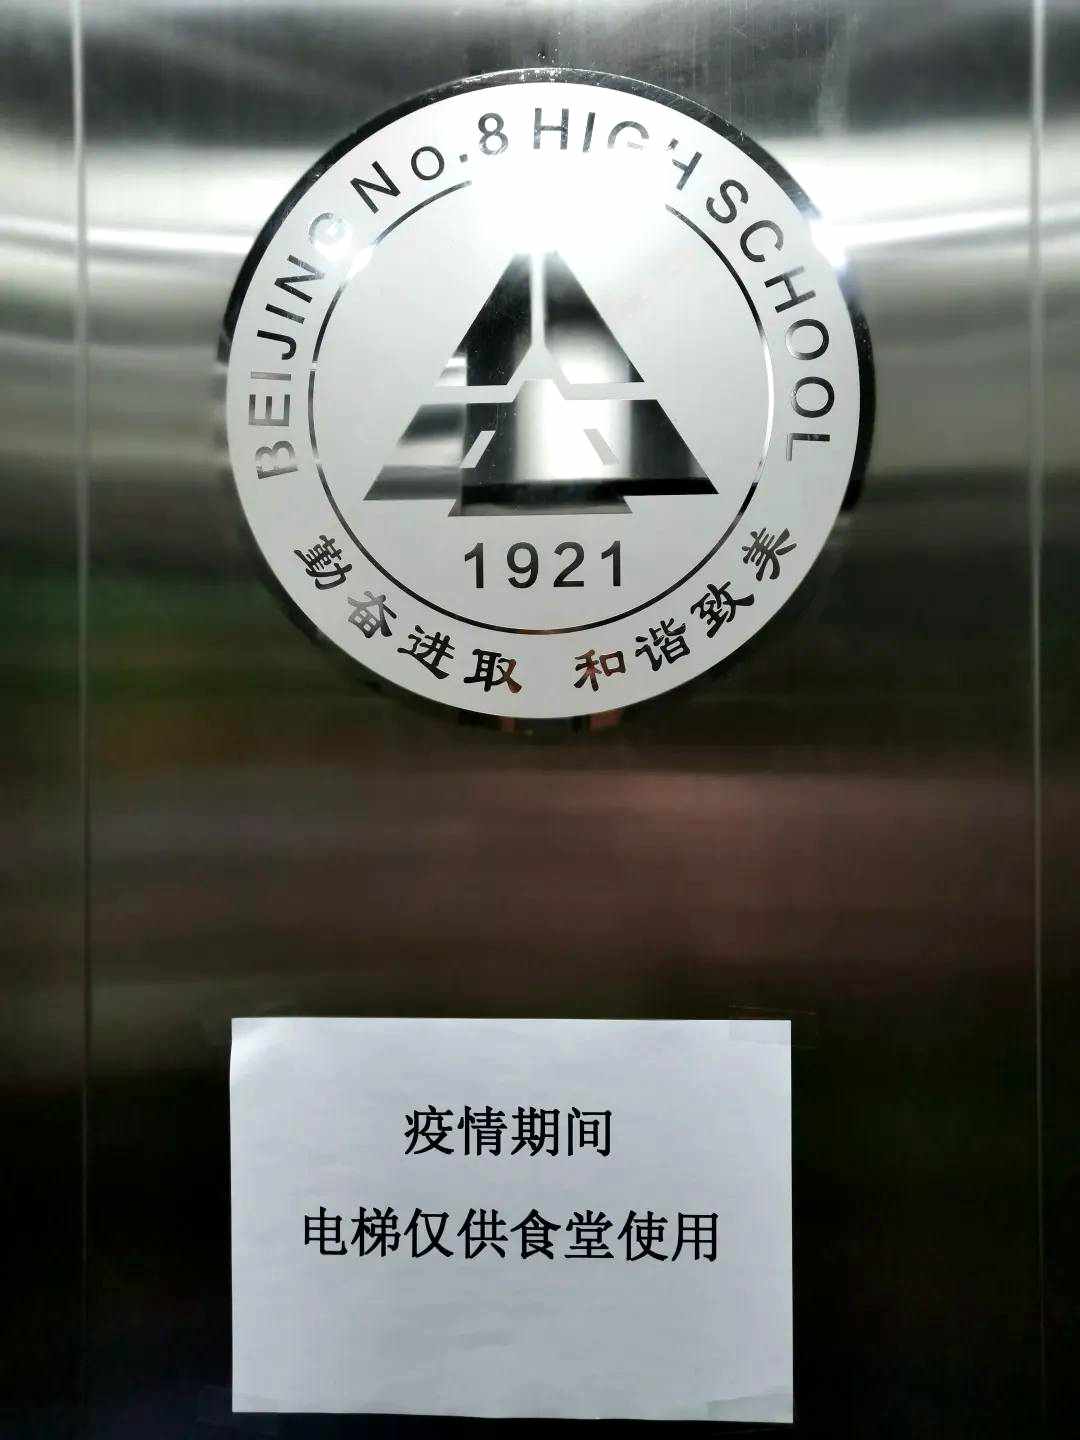 BEIJING No.8 HIGH SCHOOL
1921
勤奋进取 和谐致美
疫情期间
电梯仅供食堂使用